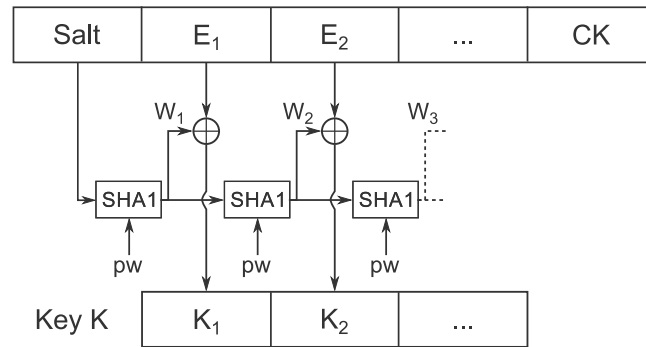 Salt E₁ E₂ ... CK
W₁ W₂ W₃
SHA1 SHA1 SHA1
pw pw pw
Key K K₁ K₂ ...